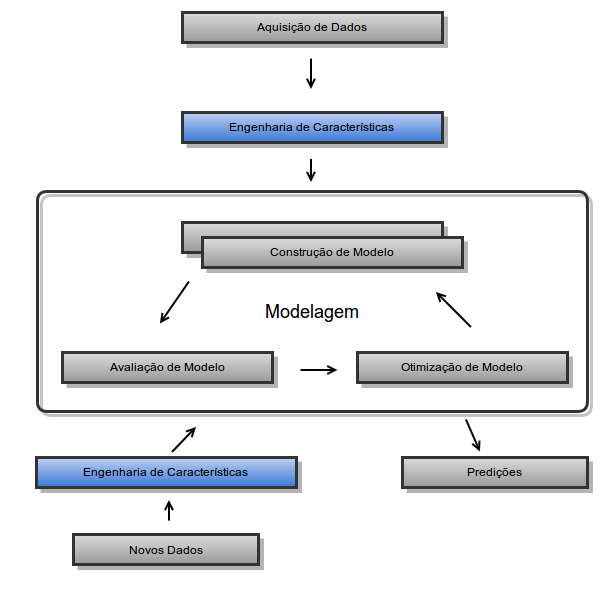 Aquisição de Dados
Engenharia de Características
Construção de Modelo
Modelagem
Avaliação de Modelo
Otimização de Modelo
Engenharia de Características
Predições
Novos Dados